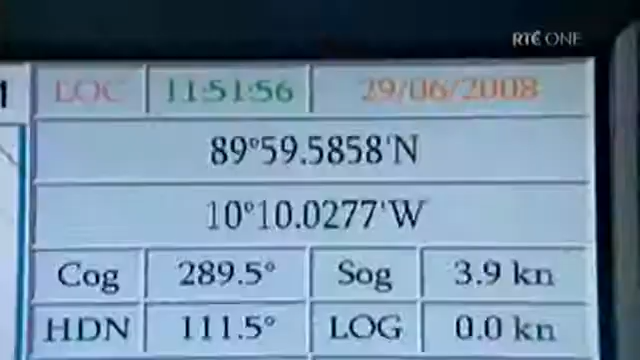 RTÉ ONE
LOC 11:51:56 29/06/2008
89°59.5858'N
10°10.0277'W
Cog 289.5° Sog 3.9 kn
HDN 111.5° LOG 0.0 kn